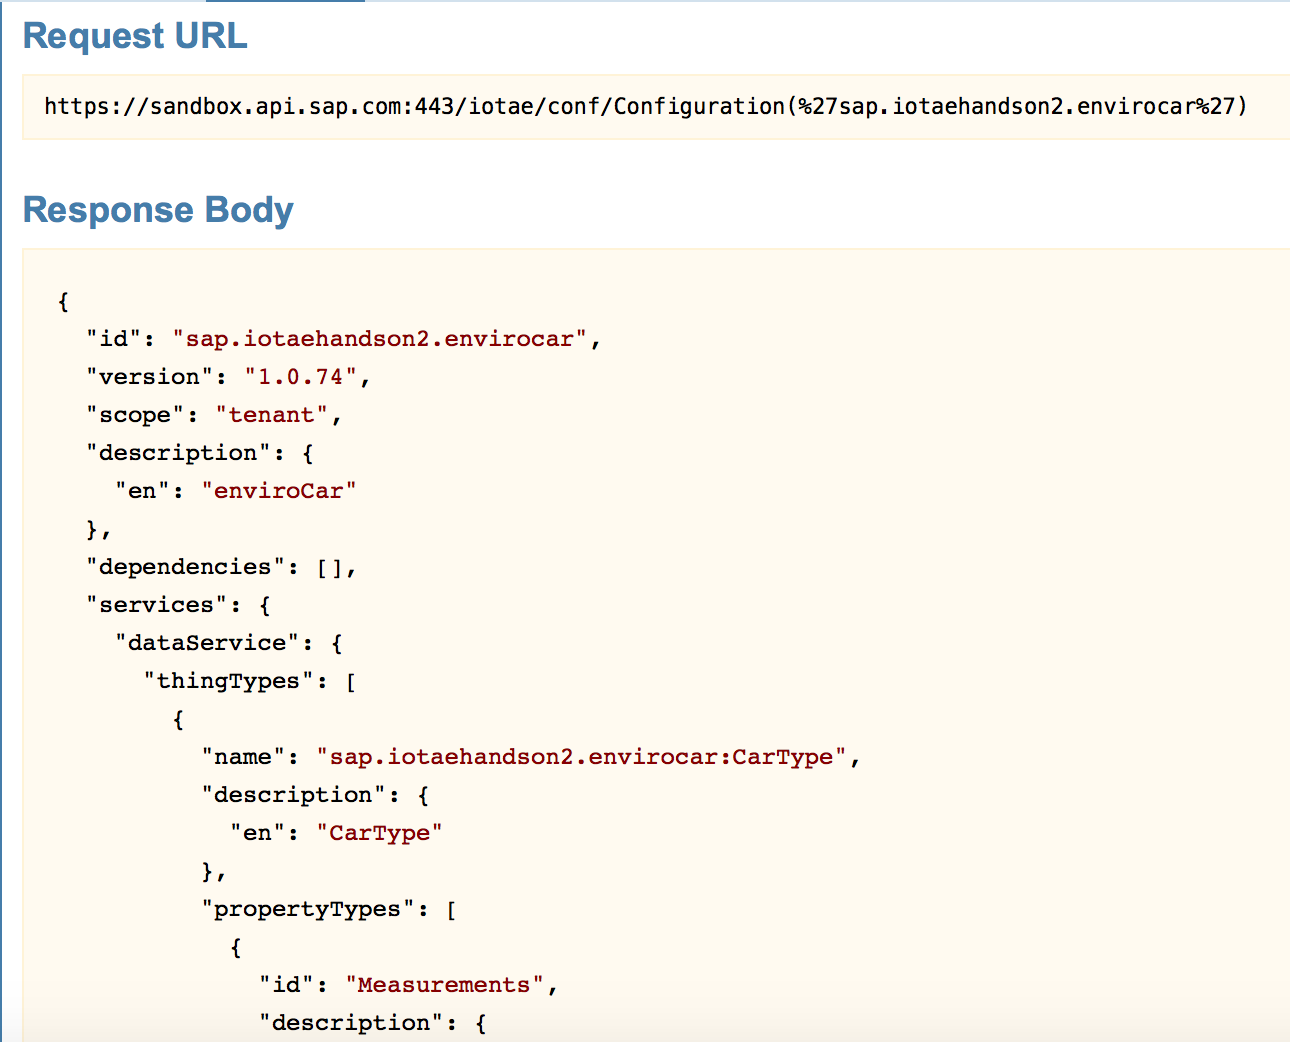 Request URL
https://sandbox.api.sap.com:443/iotae/conf/Configuration(%27sap.iotaehandson2.envirocar%27)
Response Body
{
  "id": "sap.iotaehandson2.envirocar",
  "version": "1.0.74",
  "scope": "tenant",
  "description": {
    "en": "enviroCar"
  },
  "dependencies": [],
  "services": {
    "dataService": {
      "thingTypes": [
        {
          "name": "sap.iotaehandson2.envirocar:CarType",
          "description": {
            "en": "CarType"
          },
          "propertyTypes": [
            {
              "id": "Measurements",
              "description": {